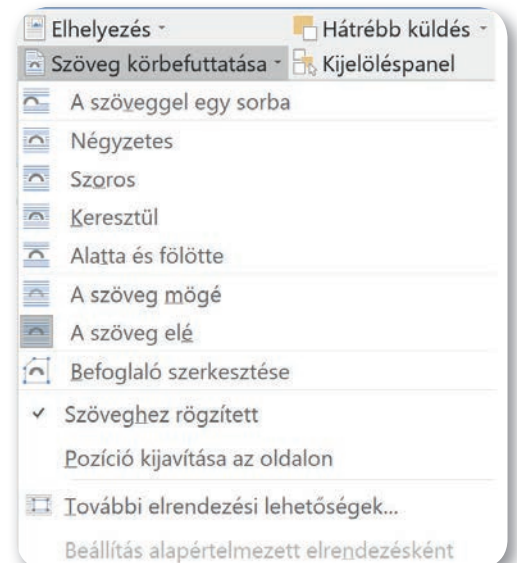 Elhelyezés
Hátrébb küldés
Szöveg körbefuttatása
Kijelöléspanel
A szöveggel egy sorba
Négyzetes
Szoros
Keresztül
Alatta és fölötte
A szöveg mögé
A szöveg elé
Befoglaló szerkesztése
Szöveghez rögzített
Pozíció kijavítása az oldalon
További elrendezési lehetőségek...
Beállítás alapértelmezett elrendezésként